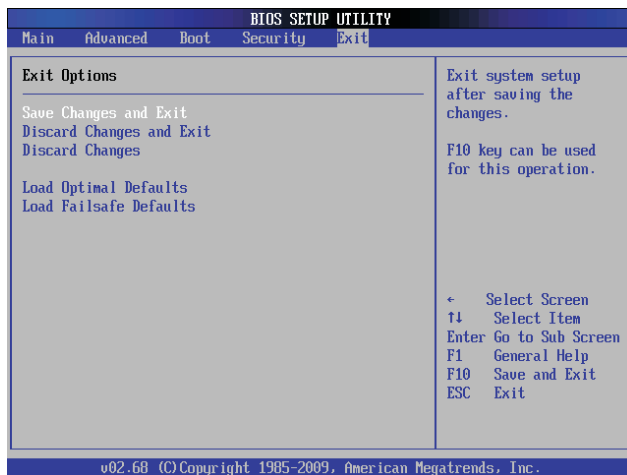 BIOS SETUP UTILITY
Main Advanced Boot Security Exit
Exit Options
Save Changes and Exit
Discard Changes and Exit
Discard Changes
Load Optimal Defaults
Load Failsafe Defaults
Exit system setup
after saving the
changes.
F10 key can be used
for this operation.
← Select Screen
↑↓ Select Item
Enter Go to Sub Screen
F1 General Help
F10 Save and Exit
ESC Exit
v02.68 (C)Copyright 1985-2009, American Megatrends, Inc.